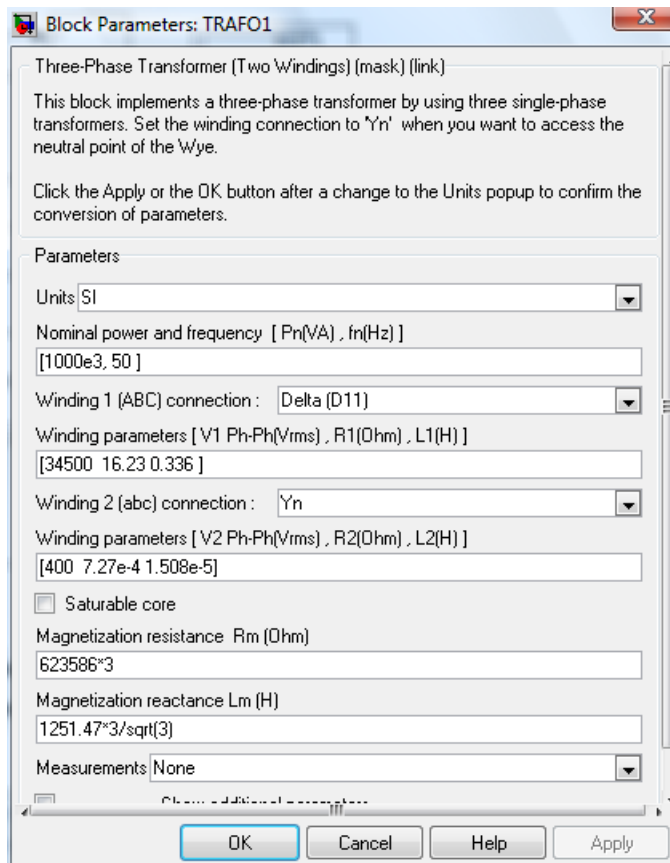 Block Parameters: TRAFO1
Three-Phase Transformer (Two Windings) (mask) (link)
This block implements a three-phase transformer by using three single-phase
transformers. Set the winding connection to 'Yn' when you want to access the
neutral point of the Wye.
Click the Apply or the OK button after a change to the Units popup to confirm the
conversion of parameters.
Parameters
Units SI
Nominal power and frequency [ Pn(VA) , fn(Hz) ]
[1000e3, 50 ]
Winding 1 (ABC) connection : Delta (D11)
Winding parameters [ V1 Ph-Ph(Vrms) , R1(Ohm) , L1(H) ]
[34500 16.23 0.336 ]
Winding 2 (abc) connection : Yn
Winding parameters [ V2 Ph-Ph(Vrms) , R2(Ohm) , L2(H) ]
[400 7.27e-4 1.508e-5]
Saturable core
Magnetization resistance Rm (Ohm)
623586*3
Magnetization reactance Lm (H)
1251.47*3/sqrt(3)
Measurements None
Show additional parameters
OK Cancel Help Apply